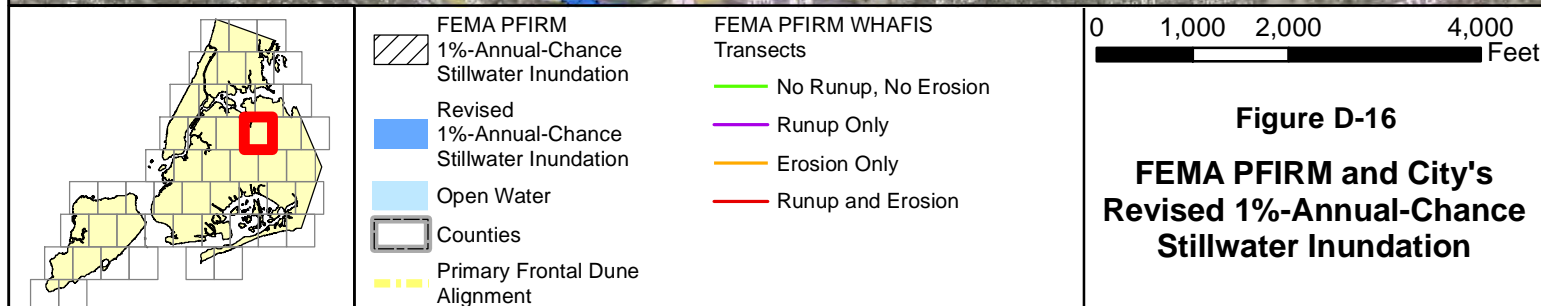 FEMA PFIRM
1%-Annual-Chance
Stillwater Inundation
Revised
1%-Annual-Chance
Stillwater Inundation
Open Water
Counties
Primary Frontal Dune
Alignment
FEMA PFIRM WHAFIS
Transects
No Runup, No Erosion
Runup Only
Erosion Only
Runup and Erosion
0 1,000 2,000 4,000
Feet
Figure D-16
FEMA PFIRM and City's
Revised 1%-Annual-Chance
Stillwater Inundation